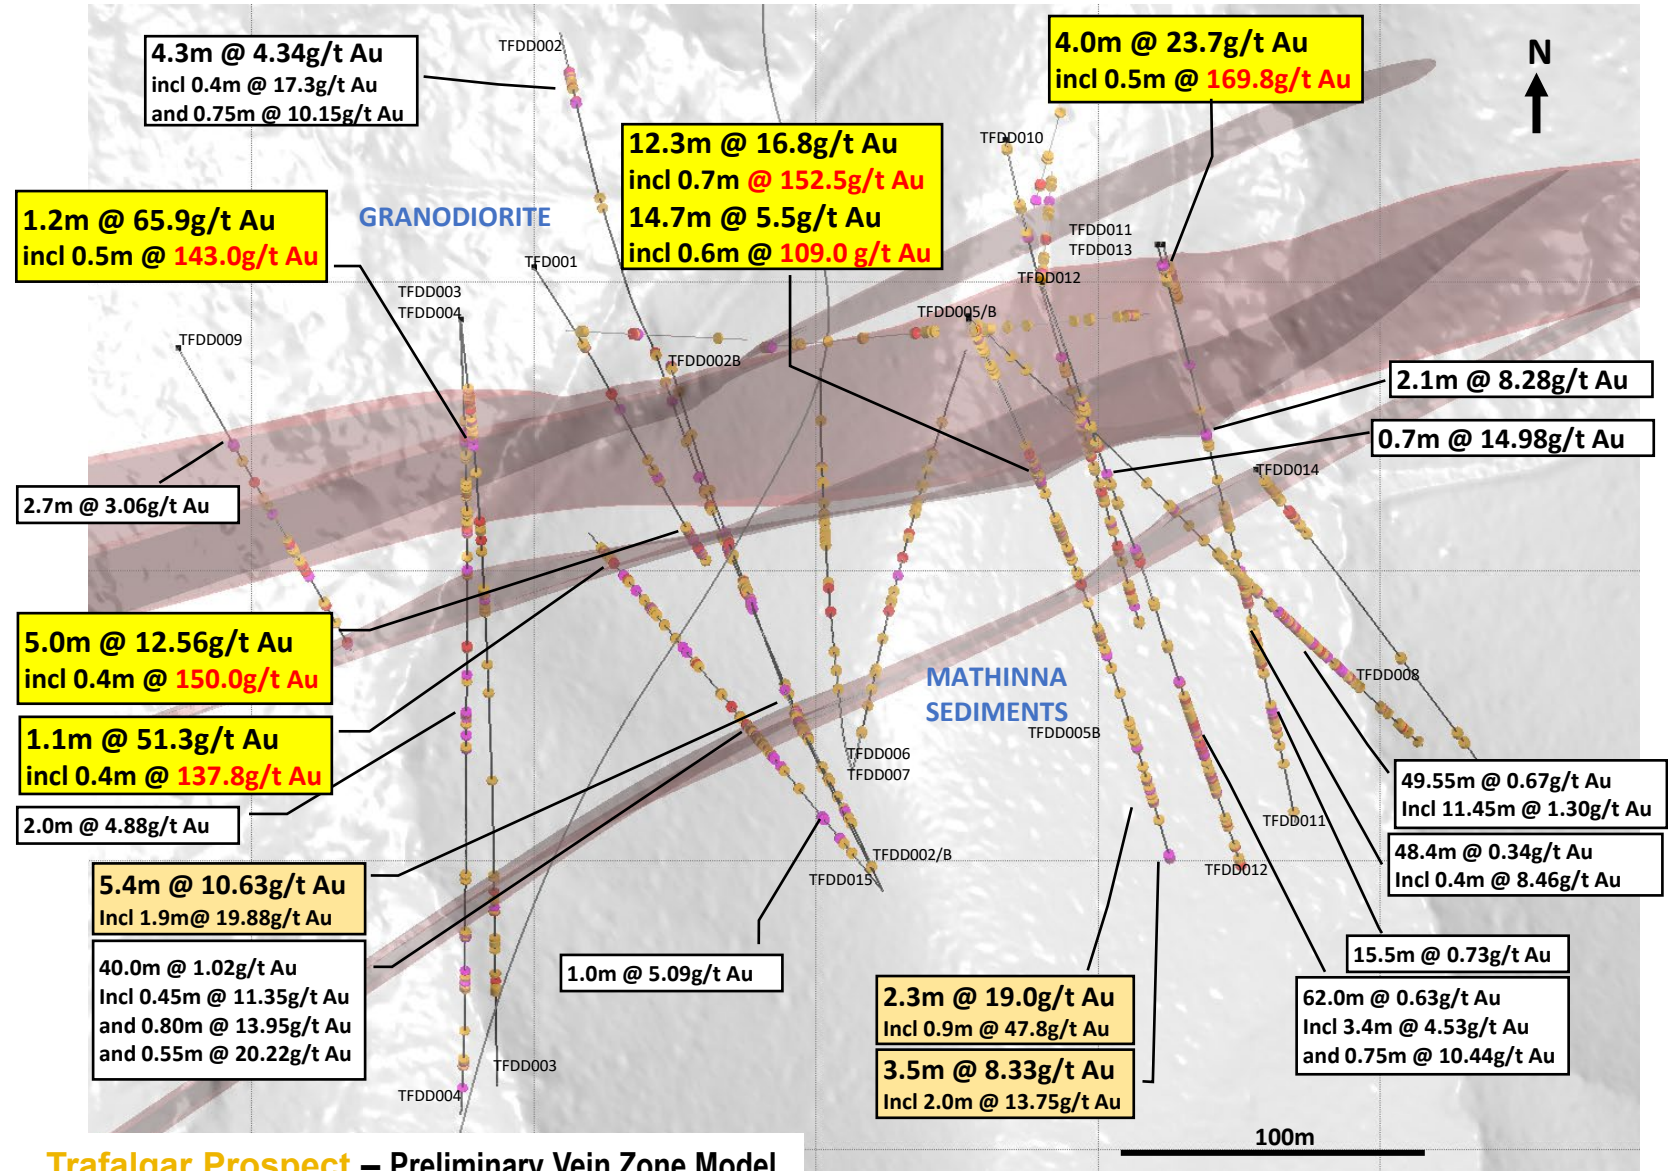 TFDD002
4.3m @ 4.34g/t Au
incl 0.4m @ 17.3g/t Au
and 0.75m @ 10.15g/t Au
4.0m @ 23.7g/t Au
incl 0.5m @ 169.8g/t Au
N
12.3m @ 16.8g/t Au
incl 0.7m @ 152.5g/t Au
14.7m @ 5.5g/t Au
incl 0.6m @ 109.0 g/t Au
TFDD010
1.2m @ 65.9g/t Au
incl 0.5m @ 143.0g/t Au
GRANODIORITE
TFDD011
TFDD013
TFD001
TFDD012
TFDD003
TFDD004
TFDD005/B
TFDD009
TFDD002B
2.1m @ 8.28g/t Au
0.7m @ 14.98g/t Au
TFDD014
2.7m @ 3.06g/t Au
5.0m @ 12.56g/t Au
incl 0.4m @ 150.0g/t Au
MATHINNA
SEDIMENTS
TFDD008
1.1m @ 51.3g/t Au
incl 0.4m @ 137.8g/t Au
TFDD005B
TFDD006
TFDD007
2.0m @ 4.88g/t Au
49.55m @ 0.67g/t Au
Incl 11.45m @ 1.30g/t Au
TFDD011
48.4m @ 0.34g/t Au
Incl 0.4m @ 8.46g/t Au
TFDD002/B
TFDD015
TFDD012
5.4m @ 10.63g/t Au
Incl 1.9m@ 19.88g/t Au
40.0m @ 1.02g/t Au
Incl 0.45m @ 11.35g/t Au
and 0.80m @ 13.95g/t Au
and 0.55m @ 20.22g/t Au
1.0m @ 5.09g/t Au
15.5m @ 0.73g/t Au
2.3m @ 19.0g/t Au
Incl 0.9m @ 47.8g/t Au
62.0m @ 0.63g/t Au
Incl 3.4m @ 4.53g/t Au
and 0.75m @ 10.44g/t Au
3.5m @ 8.33g/t Au
Incl 2.0m @ 13.75g/t Au
TFDD003
TFDD004
100m
Trafalgar Prospect – Preliminary Vein Zone Model